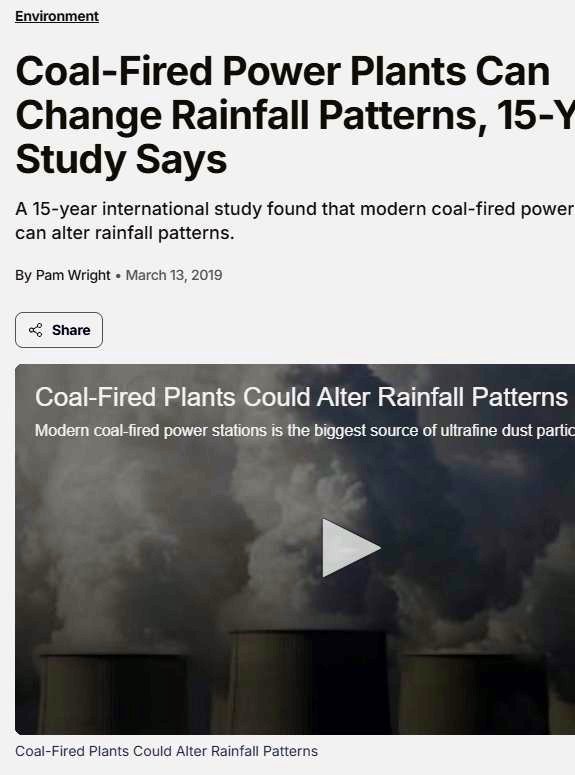 Environment
Coal-Fired Power Plants Can
Change Rainfall Patterns, 15-Y
Study Says
A 15-year international study found that modern coal-fired power
can alter rainfall patterns.
By Pam Wright • March 13, 2019
Share
Coal-Fired Plants Could Alter Rainfall Patterns
Modern coal-fired power stations is the biggest source of ultrafine dust partic
Coal-Fired Plants Could Alter Rainfall Patterns